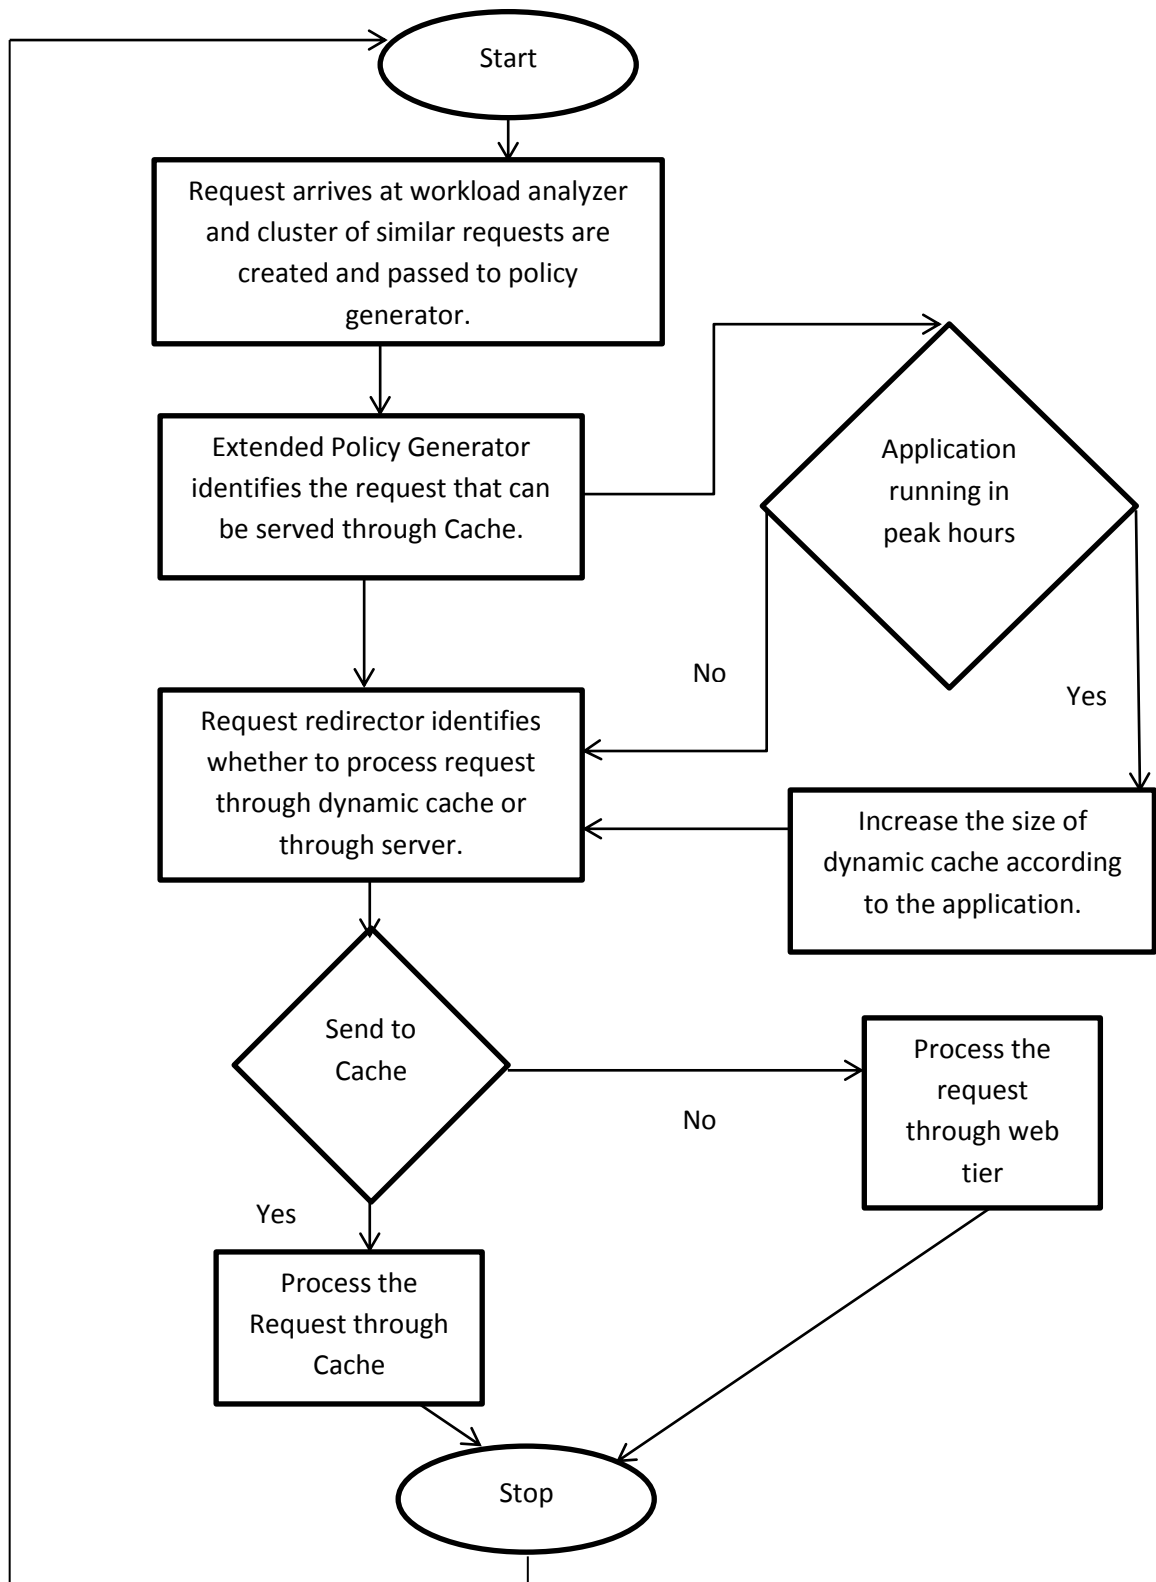 Start
Request arrives at workload analyzer
and cluster of similar requests are
created and passed to policy
generator.
Extended Policy Generator
identifies the request that can
be served through Cache.
Application
running in
peak hours
No
Yes
Request redirector identifies
whether to process request
through dynamic cache or
through server.
Increase the size of
dynamic cache according
to the application.
Send to
Cache
No
Process the
request
through web
tier
Yes
Process the
Request through
Cache
Stop